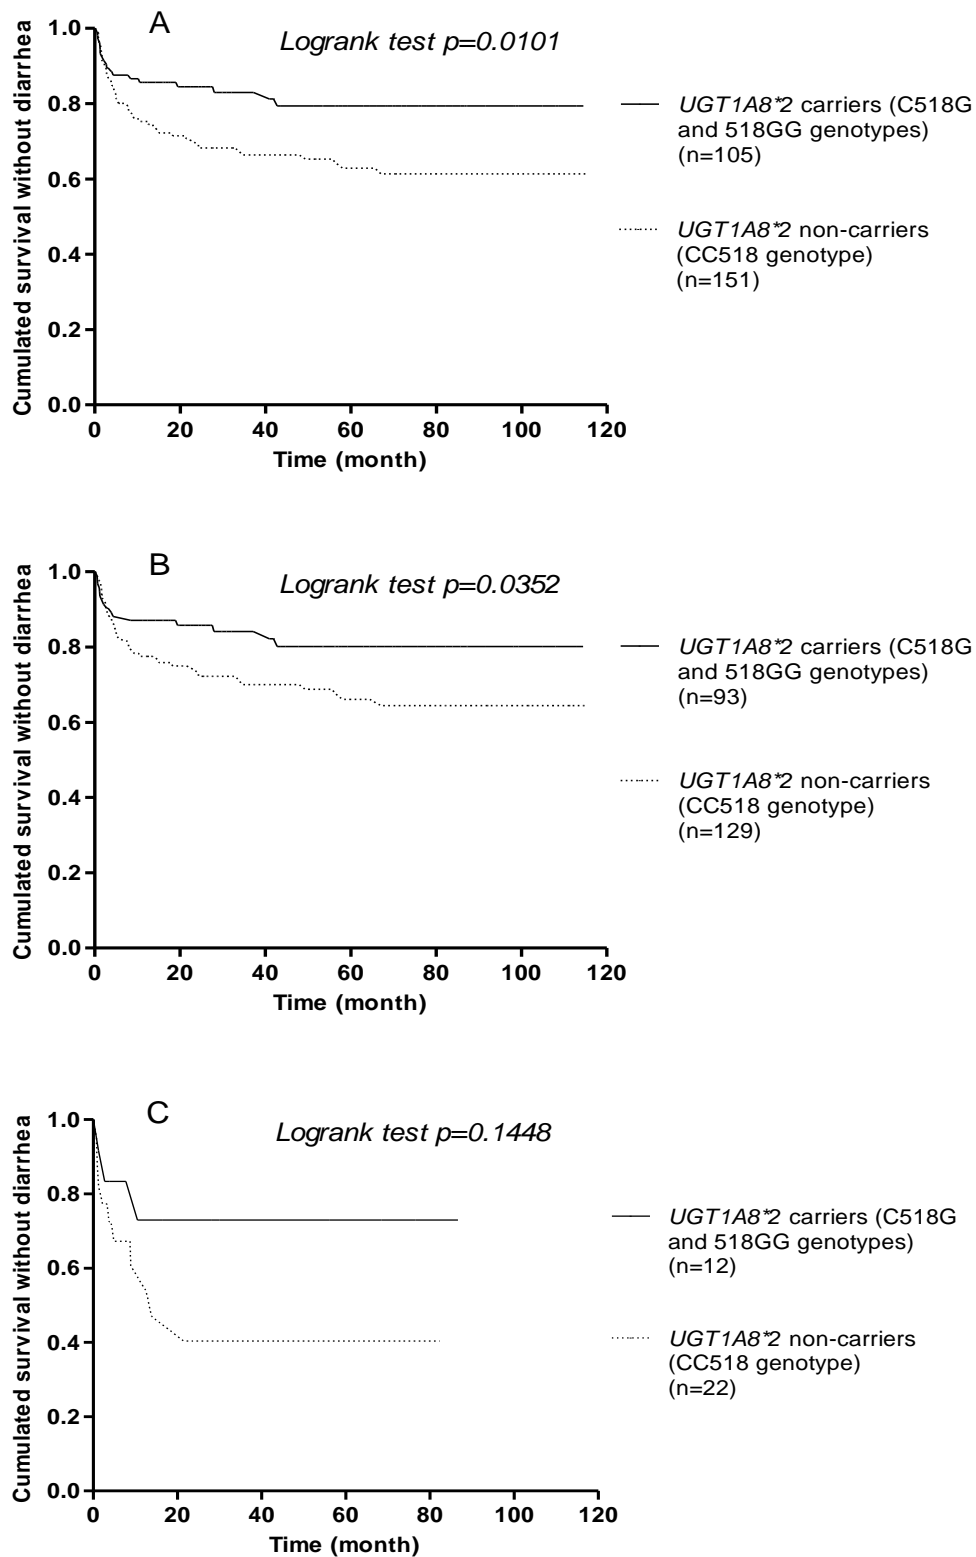 A
Logrank test p=0.0101
Cumulated survival without diarrhea
1.0
0.8
0.6
0.4
0.2
0.0
0 20 40 60 80 100 120
Time (month)
UGT1A8*2 carriers (C518G
and 518GG genotypes)
(n=105)
UGT1A8*2 non-carriers
(CC518 genotype)
(n=151)
B
Logrank test p=0.0352
Cumulated survival without diarrhea
1.0
0.8
0.6
0.4
0.2
0.0
0 20 40 60 80 100 120
Time (month)
UGT1A8*2 carriers (C518G
and 518GG genotypes)
(n=93)
UGT1A8*2 non-carriers
(CC518 genotype)
(n=129)
C
Logrank test p=0.1448
Cumulated survival without diarrhea
1.0
0.8
0.6
0.4
0.2
0.0
0 20 40 60 80 100 120
Time (month)
UGT1A8*2 carriers (C518G
and 518GG genotypes)
(n=12)
UGT1A8*2 non-carriers
(CC518 genotype)
(n=22)